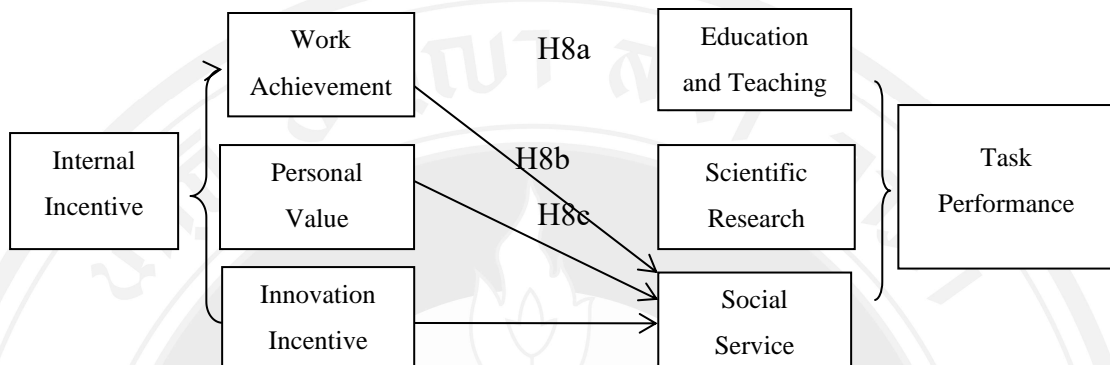 Work
Achievement
H8a
Education
and Teaching
Internal
Incentive
Personal
Value
H8b
H8c
Scientific
Research
Task
Performance
Innovation
Incentive
Social
Service